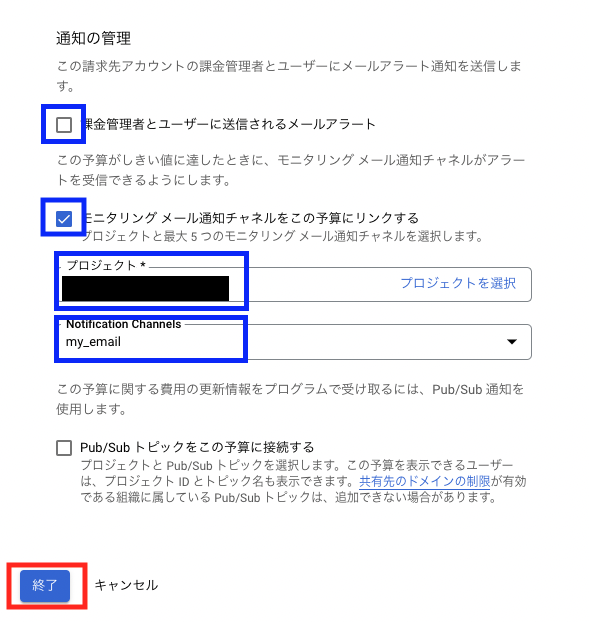 通知の管理
この請求先アカウントの課金管理者とユーザーにメールアラート通知を送信しま
す。
課金管理者とユーザーに送信されるメールアラート
この予算がしきい値に達したときに、モニタリング メール通知チャネルがアラー
トを受信できるようにします。
モニタリング メール通知チャネルをこの予算にリンクする
プロジェクトと最大 5 つのモニタリング メール通知チャネルを選択します。
プロジェクト *
プロジェクトを選択
Notification Channels
my_email
この予算に関する費用の更新情報をプログラムで受け取るには、Pub/Sub 通知を
使用します。
Pub/Sub トピックをこの予算に接続する
プロジェクトと Pub/Sub トピックを選択します。この予算を表示できるユーザー
は、プロジェクト ID とトピック名も表示できます。共有先のドメインの制限が有効
である組織に属している Pub/Sub トピックは、追加できない場合があります。
終了 キャンセル